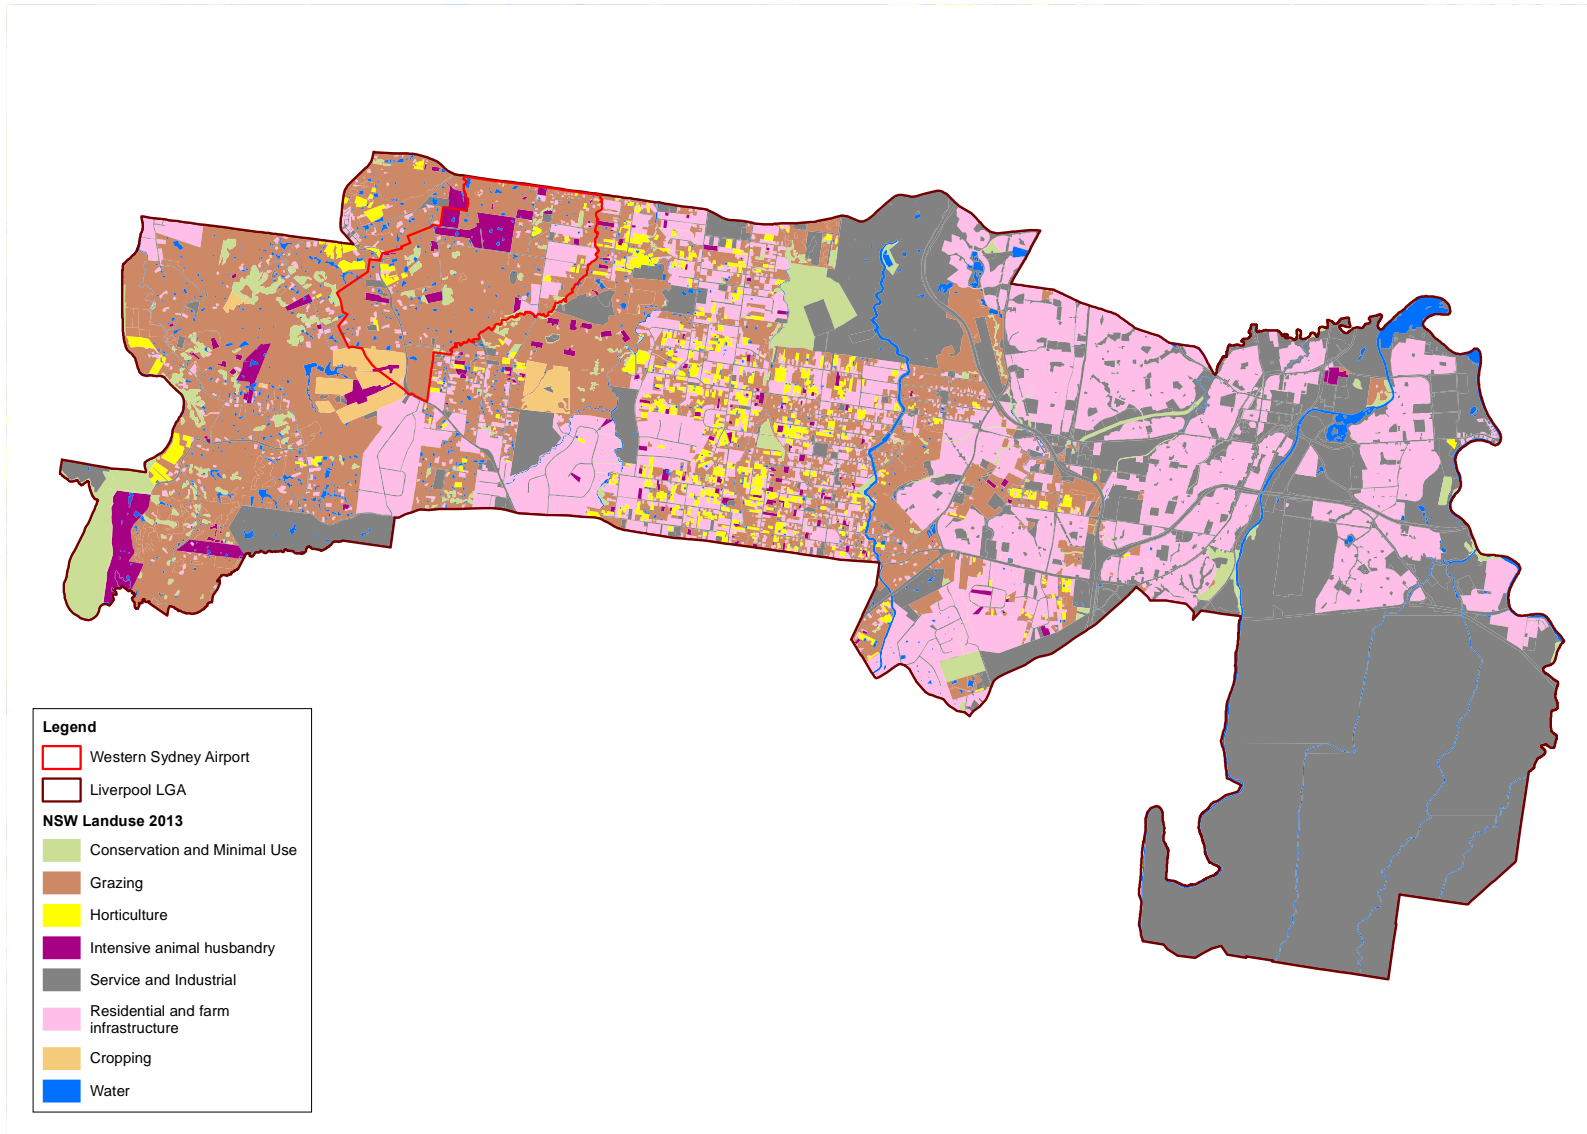 Legend
Western Sydney Airport
Liverpool LGA
NSW Landuse 2013
Conservation and Minimal Use
Grazing
Horticulture
Intensive animal husbandry
Service and Industrial
Residential and farm
infrastructure
Cropping
Water